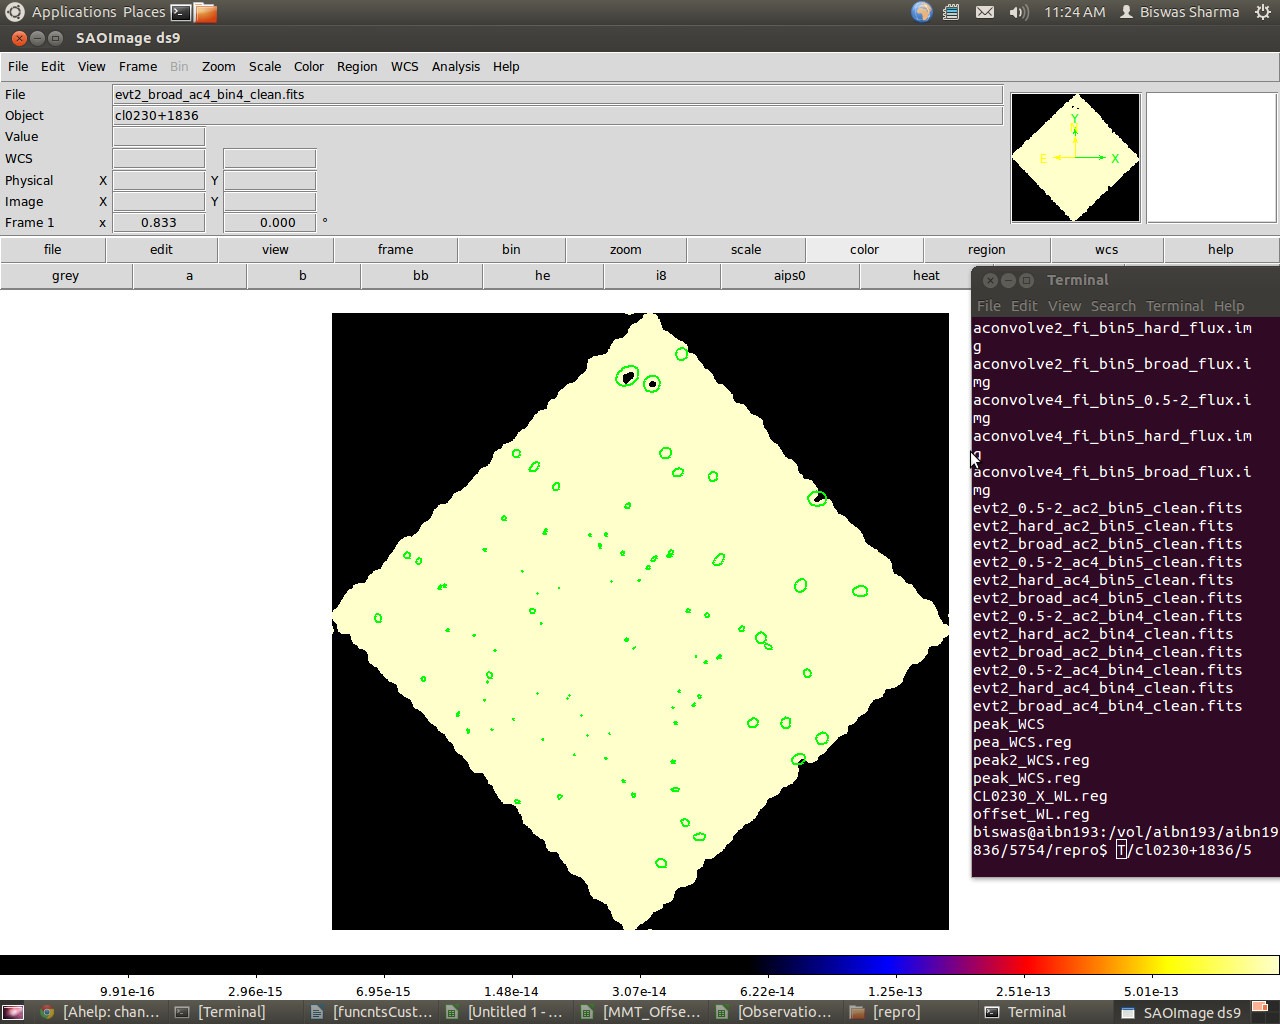 Applications Places
11:24 AM Biswas Sharma
SAOImage ds9
File Edit View Frame Bin Zoom Scale Color Region WCS Analysis Help
File evt2_broad_ac4_bin4_clean.fits
Object cl0230+1836
Value
WCS
Physical X Y
Image X Y
Frame 1 x 0.833 0.000 °
Y
N
E X
file edit view frame bin zoom scale color region wcs help
grey a b bb he i8 aips0 heat
Terminal
File Edit View Search Terminal Help
aconvolve2_fi_bin5_hard_flux.im
g
aconvolve2_fi_bin5_broad_flux.i
mg
aconvolve4_fi_bin5_0.5-2_flux.i
mg
aconvolve4_fi_bin5_hard_flux.im
g
aconvolve4_fi_bin5_broad_flux.i
mg
evt2_0.5-2_ac2_bin5_clean.fits
evt2_hard_ac2_bin5_clean.fits
evt2_broad_ac2_bin5_clean.fits
evt2_0.5-2_ac4_bin5_clean.fits
evt2_hard_ac4_bin5_clean.fits
evt2_broad_ac4_bin5_clean.fits
evt2_0.5-2_ac2_bin4_clean.fits
evt2_hard_ac2_bin4_clean.fits
evt2_broad_ac2_bin4_clean.fits
evt2_0.5-2_ac4_bin4_clean.fits
evt2_hard_ac4_bin4_clean.fits
evt2_broad_ac4_bin4_clean.fits
peak_WCS
pea_WCS.reg
peak2_WCS.reg
peak_WCS.reg
CL0230_X_WL.reg
offset_WL.reg
biswas@aibn193:/vol/aibn193/aibn19
836/5754/repro$ T/cl0230+1836/5
9.91e-16 2.96e-15 6.95e-15 1.48e-14 3.07e-14 6.22e-14 1.25e-13 2.51e-13 5.01e-13
[Ahelp: chan... [Terminal] [funcntsCust... [Untitled 1 - ... [MMT_Offse... [Observatio... [repro] Terminal SAOImage ds9